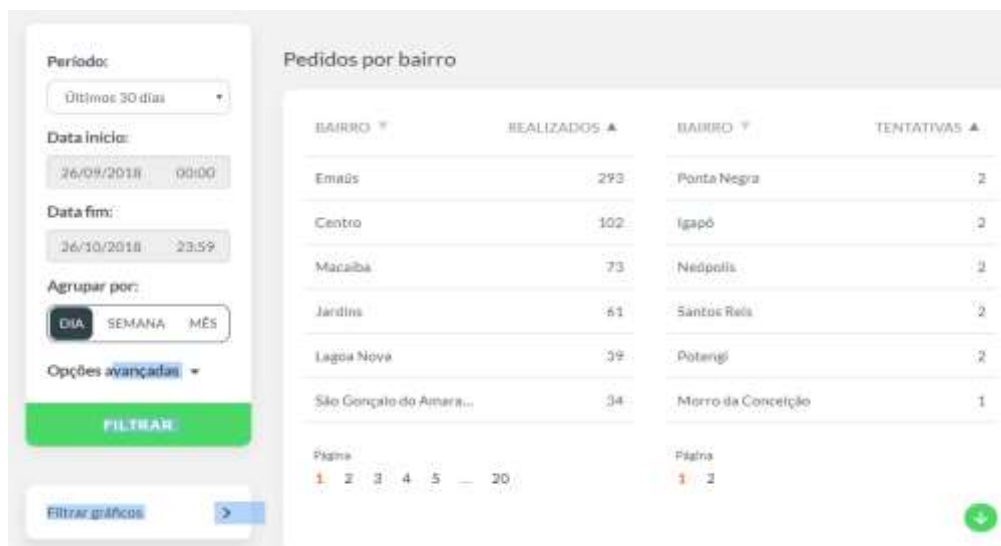 Período:
Últimos 30 dias
Data início:
26/09/2018 00:00
Data fim:
26/10/2018 23:59
Agrupar por:
DIA SEMANA MÊS
Opções avançadas
FILTRAR
Filtrar gráficos
Pedidos por bairro
BAIRRO REALIZADOS BAIRRO TENTATIVAS
Emaús 293 Ponta Negra 2
Centro 102 Igapó 2
Macaíba 73 Neópolis 2
Jardins 61 Santos Reis 2
Lagoa Nova 39 Potengi 2
São Gonçalo do Amara... 34 Morro da Conceição 1
Página Página
1 2 3 4 5 ... 20 1 2